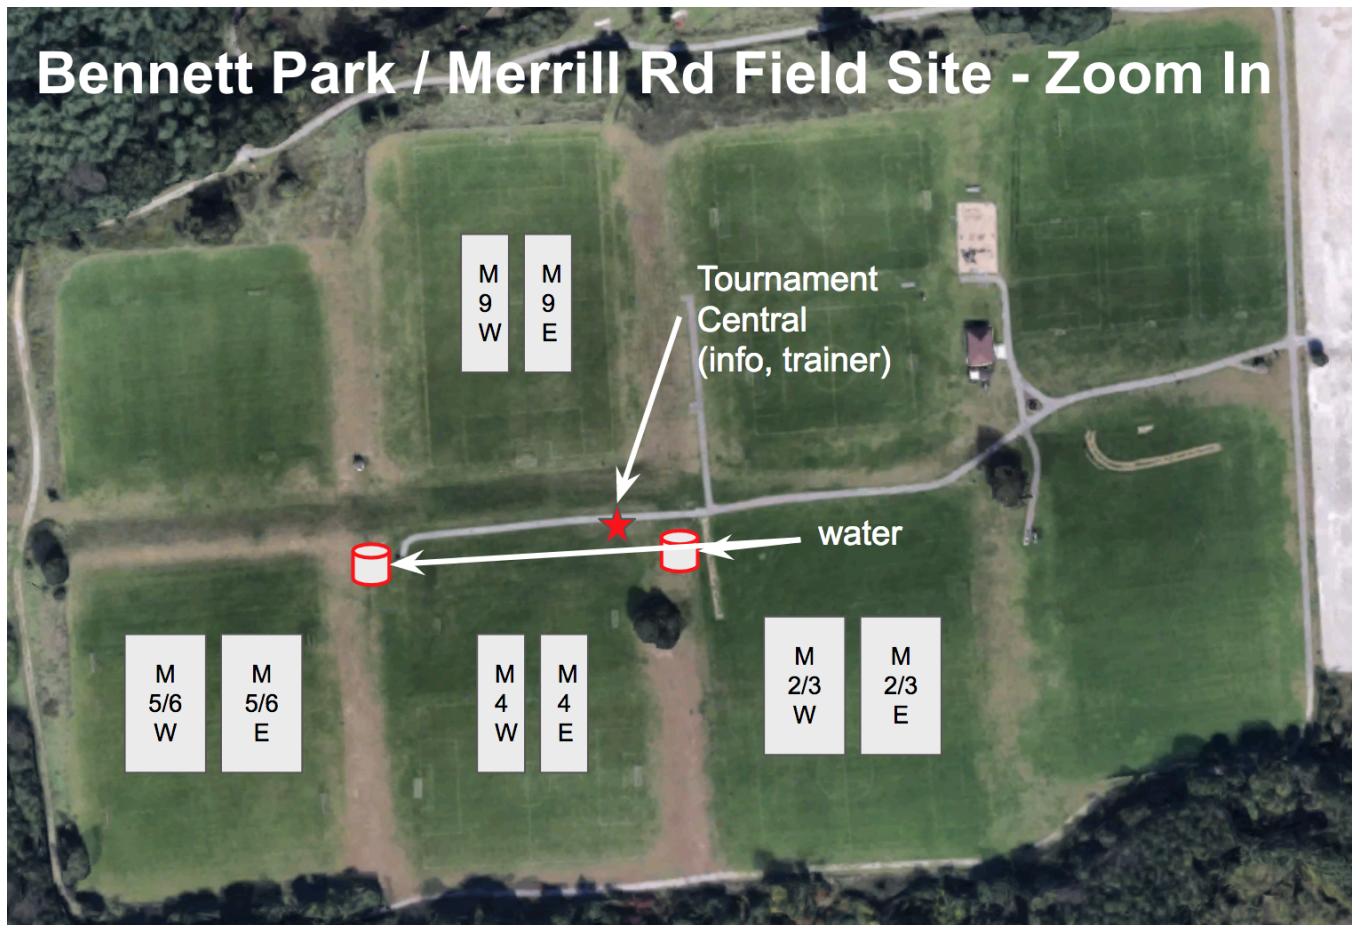 Bennett Park / Merrill Rd Field Site - Zoom In
M
9
W
M
9
E
Tournament
Central
(info, trainer)
water
M
5/6
W
M
5/6
E
M
4
W
M
4
E
M
2/3
W
M
2/3
E